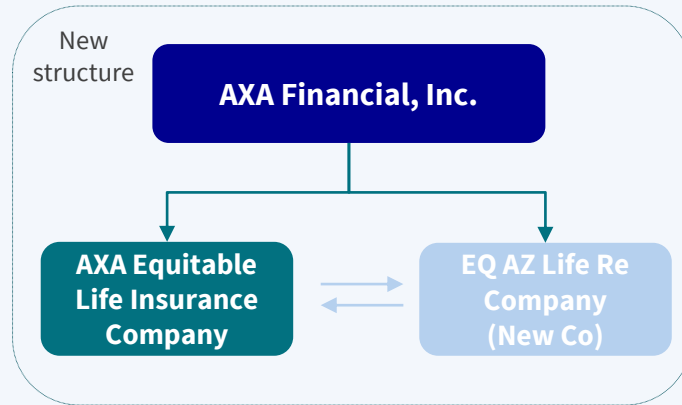 New
structure
AXA Financial, Inc.
AXA Equitable
Life Insurance
Company
EQ AZ Life Re
Company
(New Co)